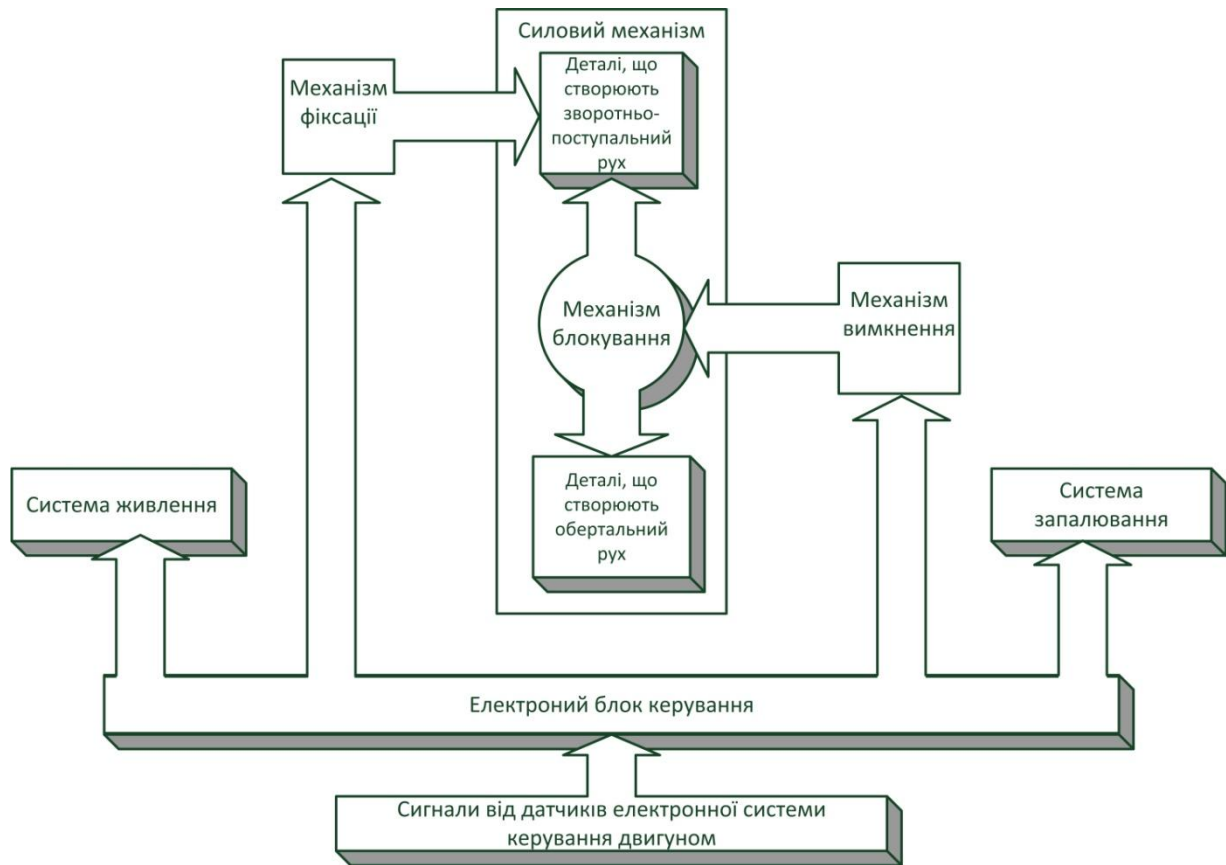 Силовий механізм
Механізм
фіксації
Деталі, що
створюють
зворотньо-
поступальний
рух
Механізм
блокування
Механізм
вимкнення
Деталі, що
створюють
обертальний
рух
Система живлення
Система
запалювання
Електроний блок керування
Сигнали від датчиків електронної системи
керування двигуном